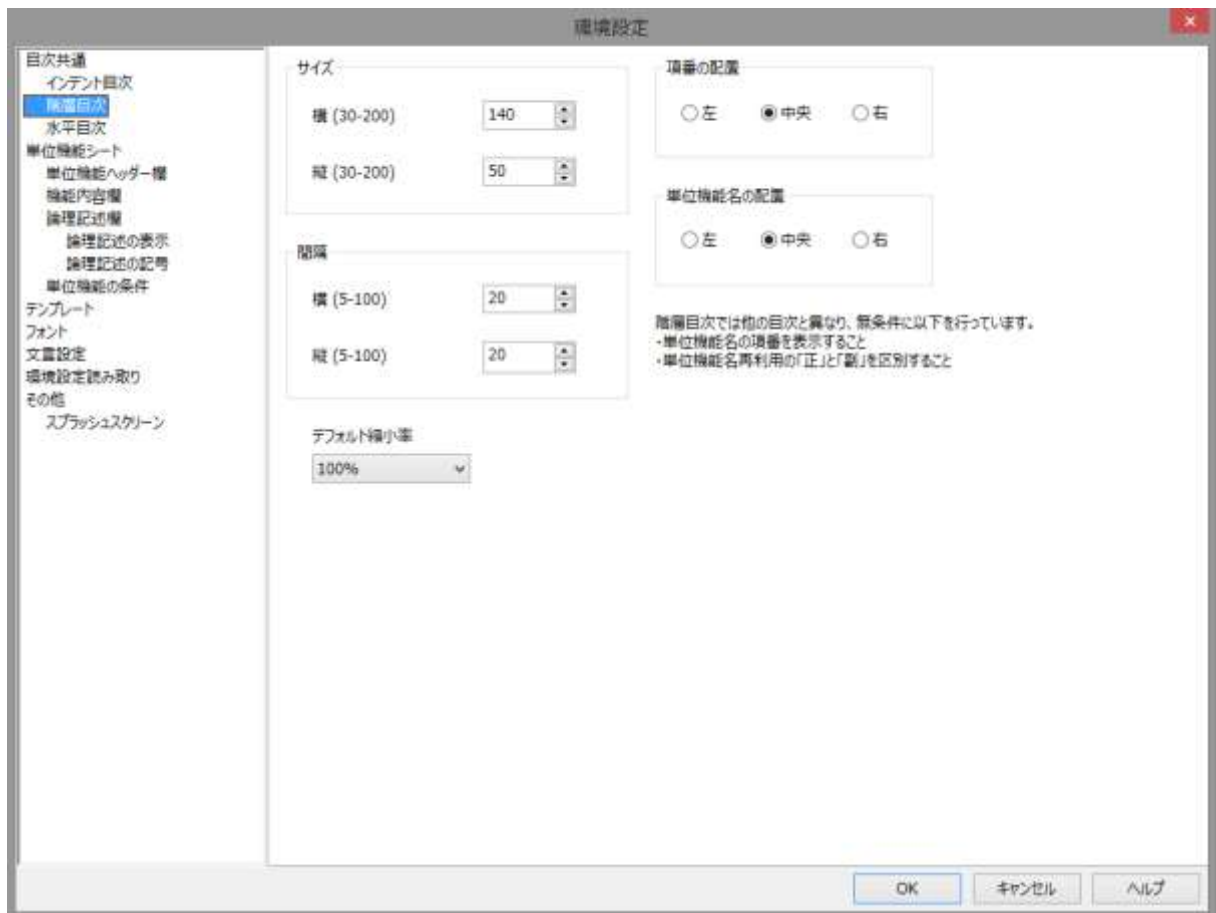 環境設定
目次共通
インデント目次
階層目次
水平目次
単位機能シート
単位機能ヘッダー欄
機能内容欄
論理記述欄
論理記述の表示
論理記述の記号
単位機能の条件
テンプレート
フォント
文言設定
環境設定読み取り
その他
スプラッシュスクリーン
サイズ
横 (30-200)
140
縦 (30-200)
50
間隔
横 (5-100)
20
縦 (5-100)
20
デフォルト縮小率
100%
項番の配置
左 中央 右
単位機能名の配置
左 中央 右
階層目次では他の目次と異なり、無条件に以下を行っています。
・単位機能名の項番を表示すること
・単位機能名再利用の「正」と「副」を区別すること
OK キャンセル ヘルプ